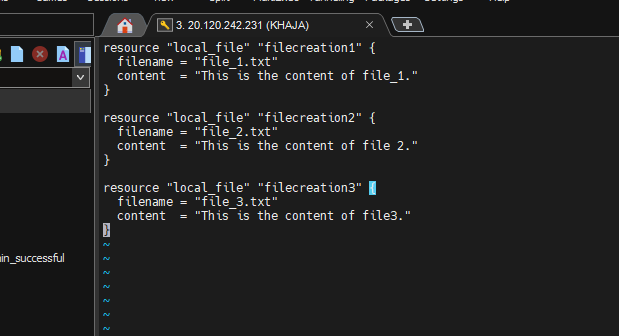 3. 20.120.242.231 (KHAJA)
A
resource "local_file" "filecreation1" {
  filename = "file_1.txt"
  content  = "This is the content of file_1."
}
resource "local_file" "filecreation2" {
  filename = "file_2.txt"
  content  = "This is the content of file 2."
}
resource "local_file" "filecreation3" {
  filename = "file_3.txt"
  content  = "This is the content of file3."
}
~
~
~
~
~
~
~
in_successful